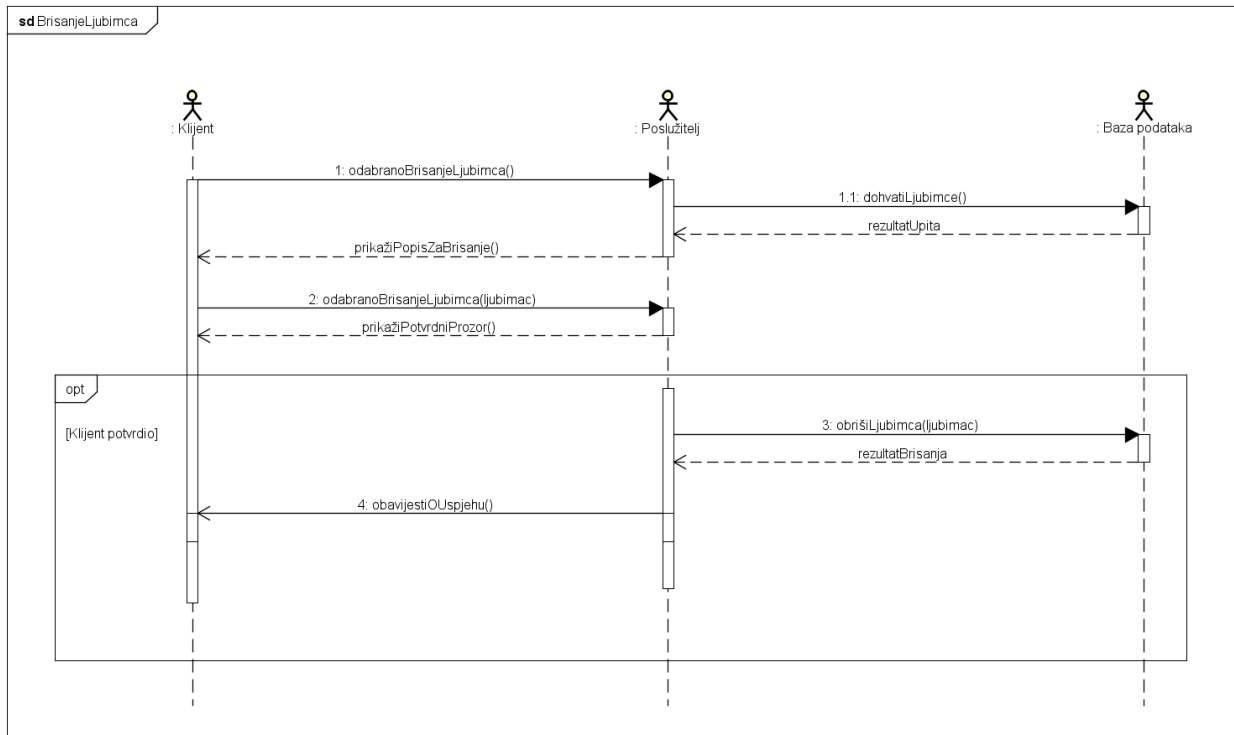 sd BrisanjeLjubimca
: Klijent
: Poslužitelj
: Baza podataka
1: odabranoBrisanjeLjubimca()
1.1: dohvatiLjubimce()
rezultatUpita
prikažiPopisZaBrisanje()
2: odabranoBrisanjeLjubimca(ljubimac)
prikažiPotvrdniProzor()
opt
[Klijent potvrdio]
3: obrišiLjubimca(ljubimac)
rezultatBrisanja
4: obavijestiOUspjehu()